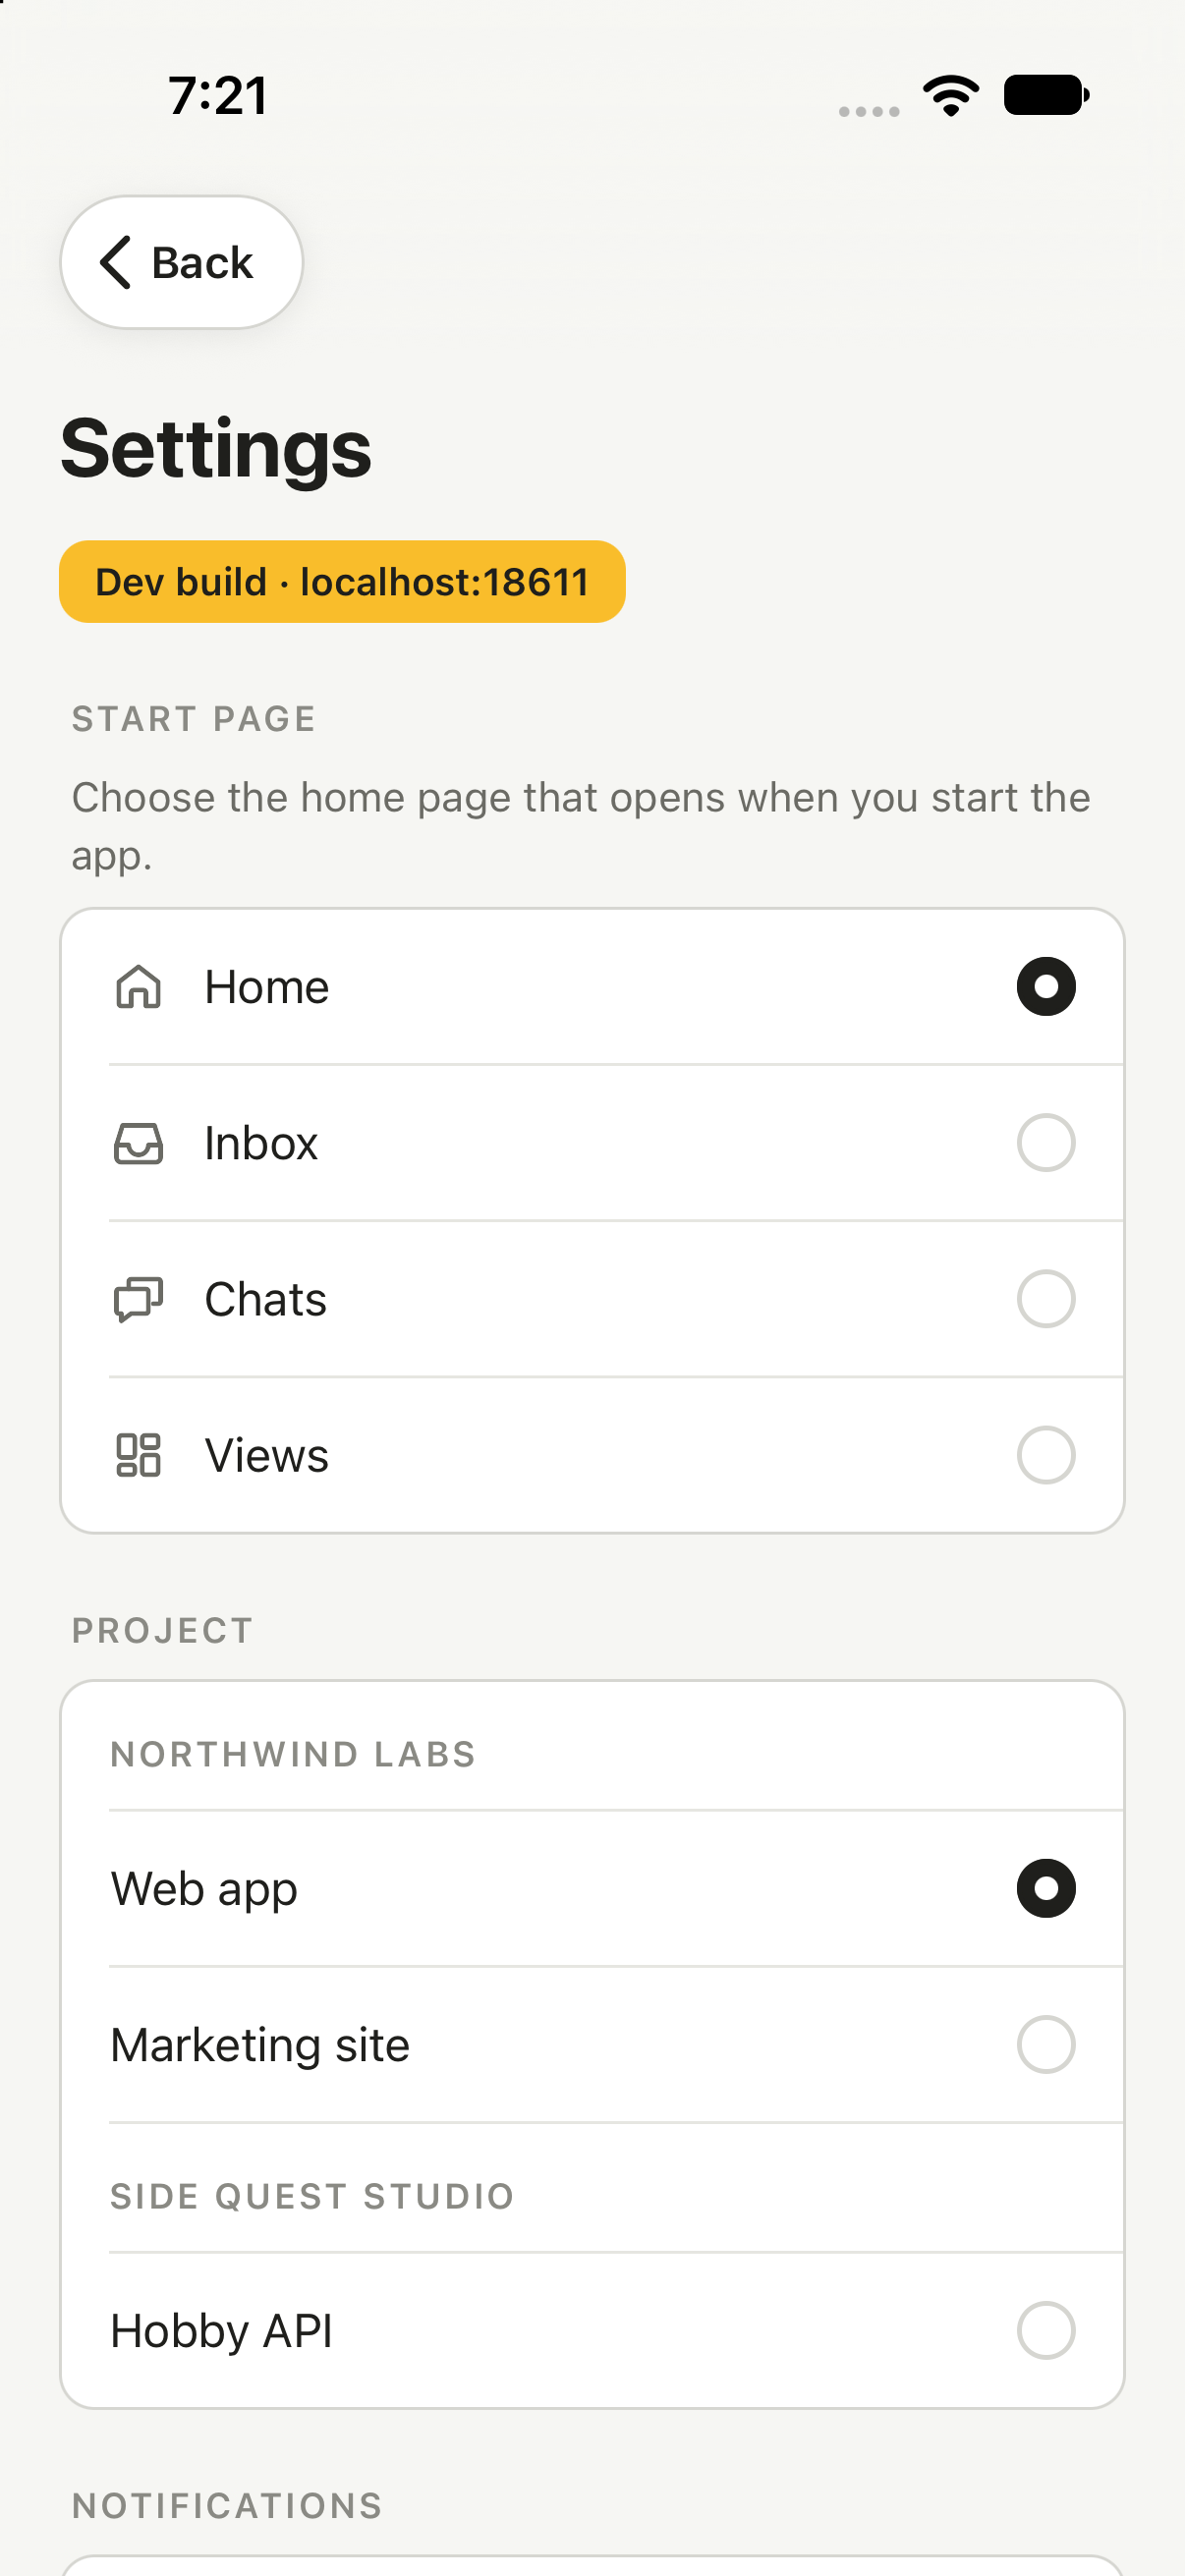 7:21
Back
Settings
Dev build · localhost:18611
START PAGE
Choose the home page that opens when you start the
app.
Home
Inbox
Chats
Views
PROJECT
NORTHWIND LABS
Web app
Marketing site
SIDE QUEST STUDIO
Hobby API
NOTIFICATIONS